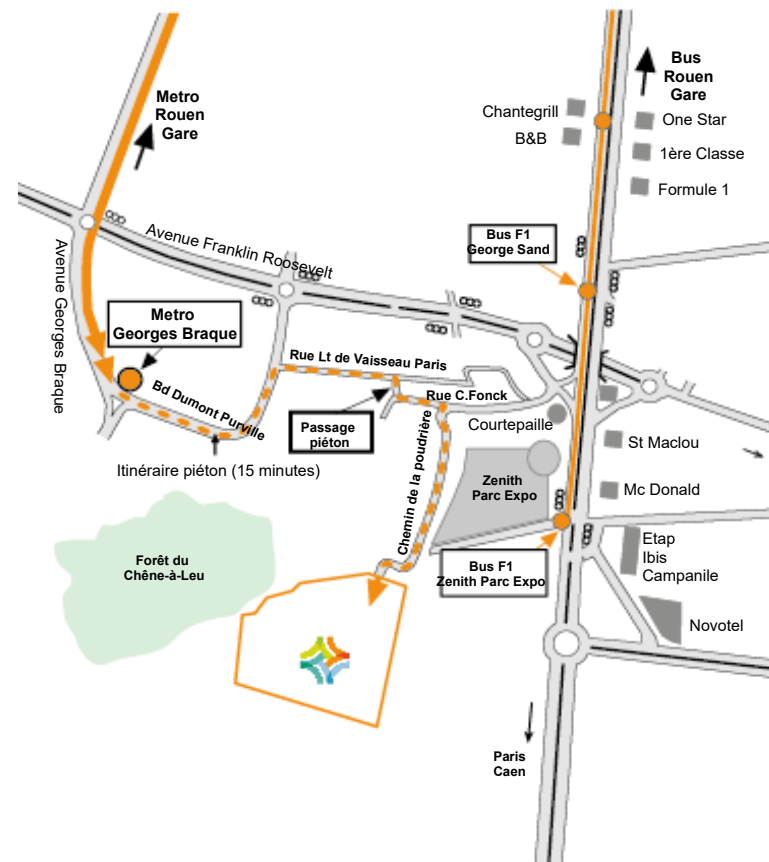 Metro
Rouen
Gare
Bus
Rouen
Gare
Chantegrill
B&B
One Star
1ère Classe
Formule 1
Avenue Franklin Roosevelt
Bus F1
George Sand
Avenue Georges Braque
Metro
Georges Braque
Rue Lt de Vaisseau Paris
Bd Dumont Purville
Rue C.Fonck
Passage
piéton
Courtepaille
Chemin de la poudrière
St Maclou
Itinéraire piéton (15 minutes)
Zenith
Parc Expo
Mc Donald
Forêt du
Chêne-à-Leu
Bus F1
Zenith Parc Expo
Etap
Ibis
Campanile
Novotel
Paris
Caen